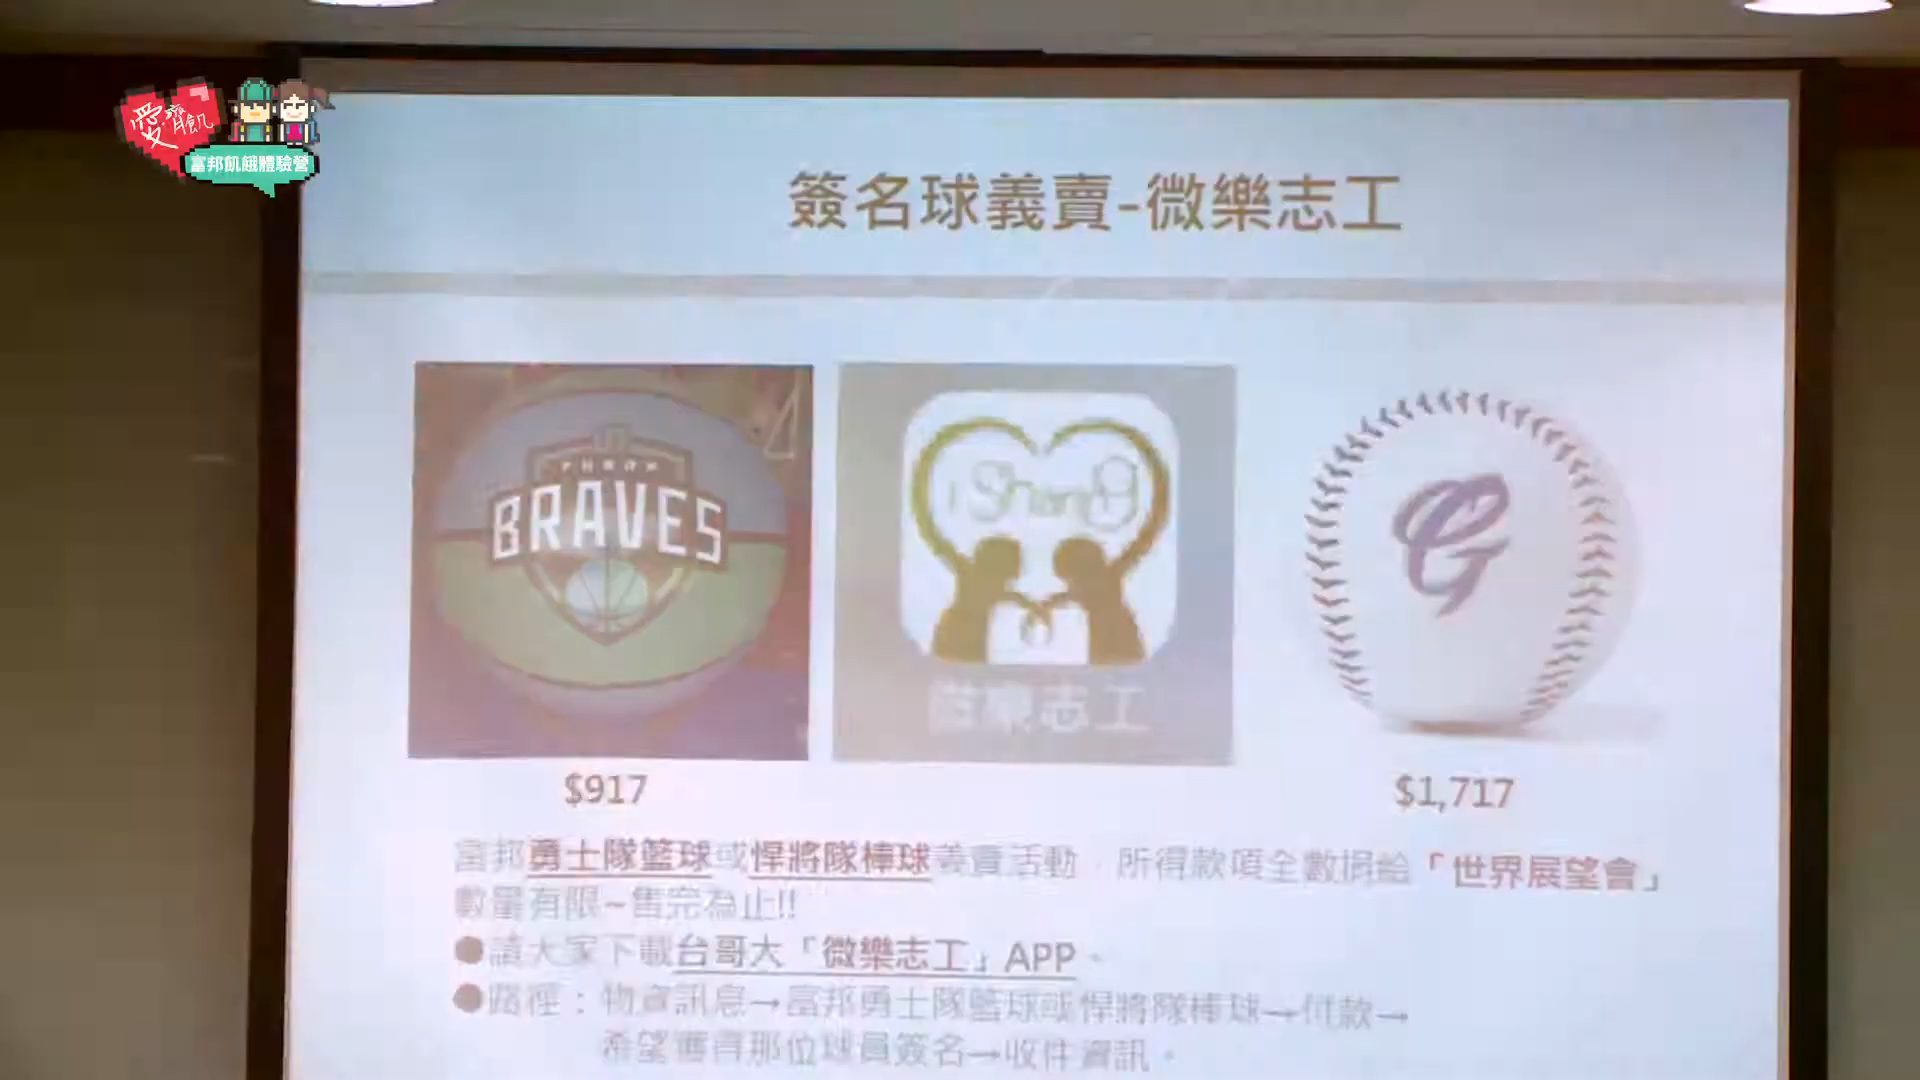 愛.齊飢
富邦飢餓體驗營
簽名球義賣-微樂志工
FUBON
BRAVES
iSharing
微樂志工
G
$917
$1,717
富邦勇士隊籃球或悍將隊棒球義賣活動，所得款項全數捐給「世界展望會」
數量有限~售完為止!!
●請大家下載台哥大「微樂志工」APP。
●路徑：物資訊息→富邦勇士隊籃球或悍將隊棒球→付款→
希望獲得那位球員簽名→收件資訊。